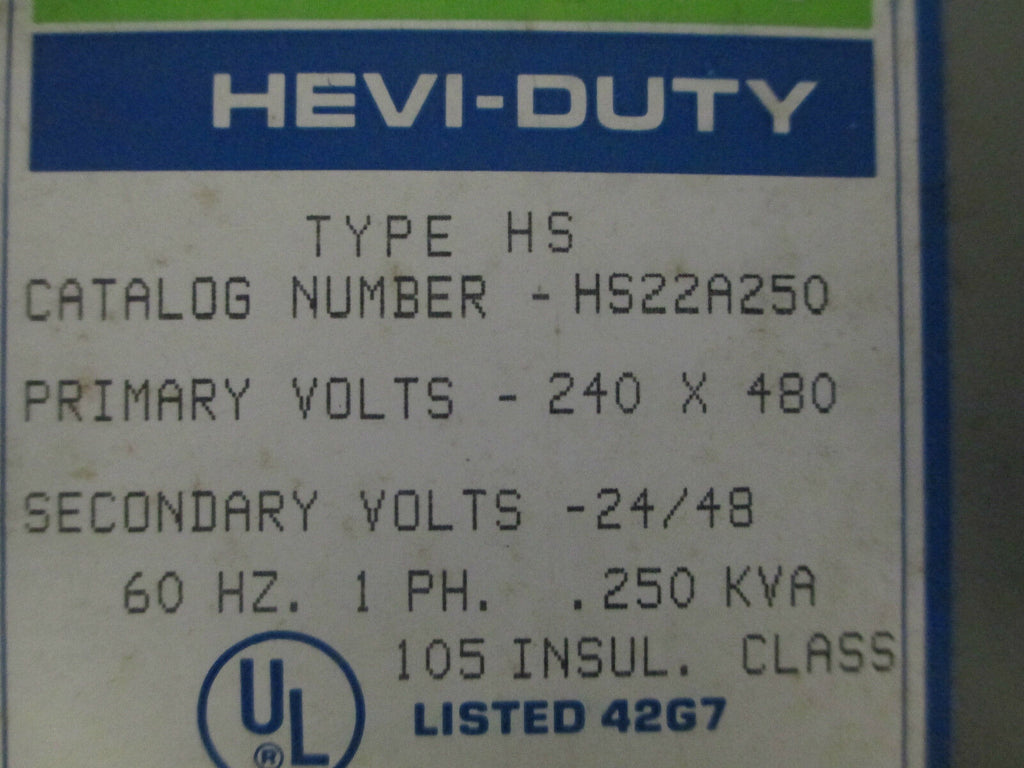 HEVI-DUTY
TYPE HS
CATALOG NUMBER - HS22A250
PRIMARY VOLTS - 240 X 480
SECONDARY VOLTS -24/48
60 HZ. 1 PH. .250 KVA
105 INSUL. CLASS
UL ®
LISTED 42G7